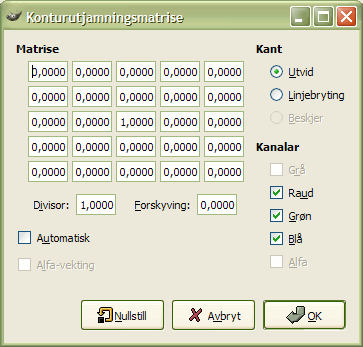 Konturutjamningsmatrise
Matrise
0,0000 0,0000 0,0000 0,0000 0,0000
0,0000 0,0000 0,0000 0,0000 0,0000
0,0000 0,0000 1,0000 0,0000 0,0000
0,0000 0,0000 0,0000 0,0000 0,0000
0,0000 0,0000 0,0000 0,0000 0,0000
Divisor: 1,0000 Forskyving: 0,0000
Automatisk
Alfa-vekting
Kant
Utvid
Linjebryting
Beskjer
Kanalar
Grå
Raud
Grøn
Blå
Alfa
Nullstill Avbryt OK